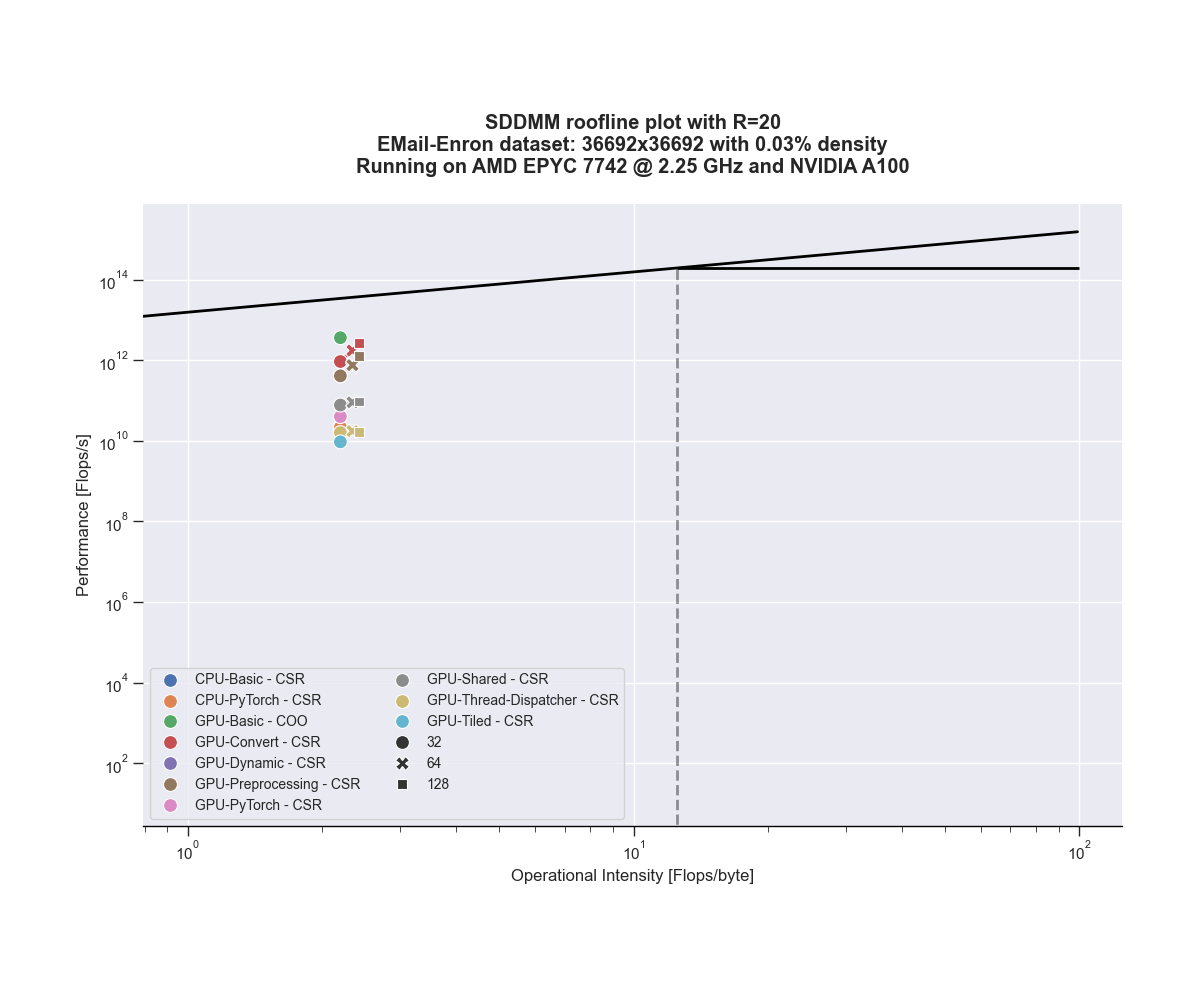 SDDMM roofline plot with R=20
EMail-Enron dataset: 36692x36692 with 0.03% density
Running on AMD EPYC 7742 @ 2.25 GHz and NVIDIA A100
Performance [Flops/s]
10^14
10^12
10^10
10^8
10^6
10^4
10^2
CPU-Basic - CSR
CPU-PyTorch - CSR
GPU-Basic - COO
GPU-Convert - CSR
GPU-Dynamic - CSR
GPU-Preprocessing - CSR
GPU-PyTorch - CSR
GPU-Shared - CSR
GPU-Thread-Dispatcher - CSR
GPU-Tiled - CSR
32
64
128
10^0 10^1 10^2
Operational Intensity [Flops/byte]